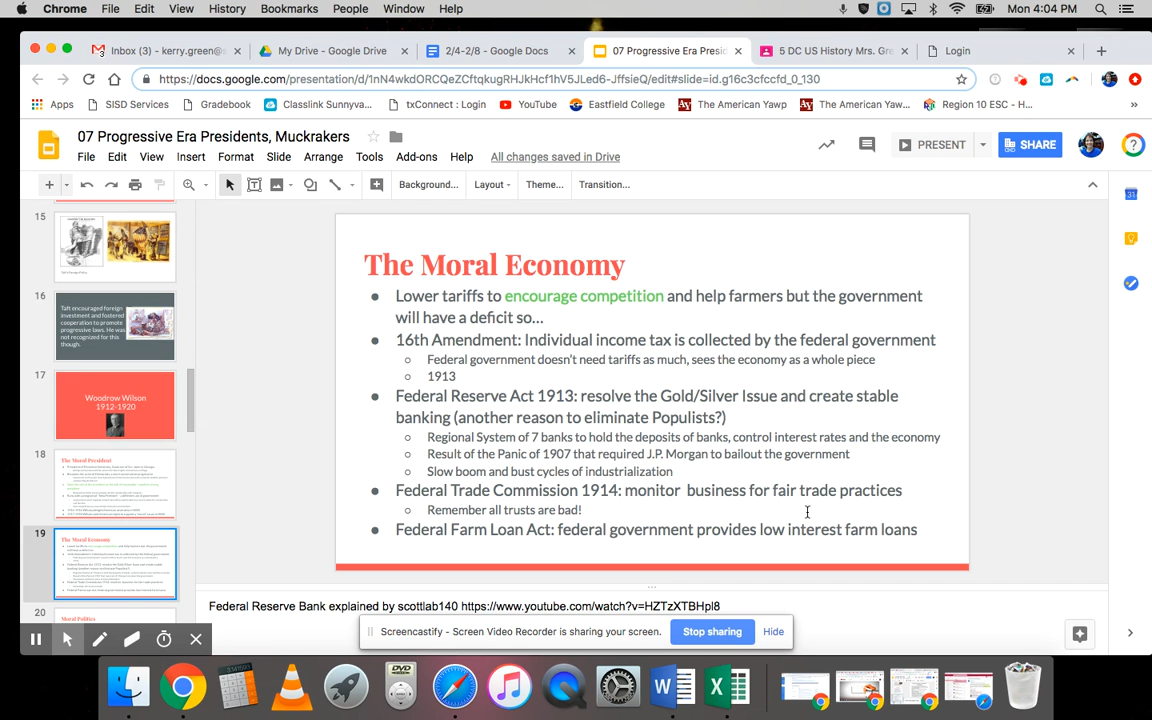 Chrome File Edit View History Bookmarks People Window Help Mon 4:04 PM
Inbox (3) - kerry.green@s My Drive - Google Drive 2/4-2/8 - Google Docs 07 Progressive Era Presid 5 DC US History Mrs. Gre Login
https://docs.google.com/presentation/d/1nN4wkdORCQeZCftqkugRHJkHcf1hV5JLed6-JffsieQ/edit#slide=id.g16c3cfccfd_0_130
Apps SISD Services Gradebook Classlink Sunnyva... txConnect : Login YouTube Eastfield College The American Yawp The American Yaw... Region 10 ESC - H... »
07 Progressive Era Presidents, Muckrakers
PRESENT SHARE
File Edit View Insert Format Slide Arrange Tools Add-ons Help All changes saved in Drive
Background... Layout Theme... Transition...
31
15
16
Taft encouraged foreign
investment and fostered
cooperation to promote
progressive laws. He was
not recognized for this
though.
17
Woodrow Wilson
1912-1920
18
The Moral President
19
The Moral Economy
20
Moral Politics
The Moral Economy
● Lower tariffs to encourage competition and help farmers but the government
will have a deficit so...
● 16th Amendment: Individual income tax is collected by the federal government
○ Federal government doesn't need tariffs as much, sees the economy as a whole piece
○ 1913
● Federal Reserve Act 1913: resolve the Gold/Silver Issue and create stable
banking (another reason to eliminate Populists?)
○ Regional System of 7 banks to hold the deposits of banks, control interest rates and the economy
○ Result of the Panic of 1907 that required J.P. Morgan to bailout the government
○ Slow boom and bust cycles of industrialization
● Federal Trade Commission 1914: monitor business for fair trade practices
○ Remember all trusts are bad!
● Federal Farm Loan Act: federal government provides low interest farm loans
Federal Reserve Bank explained by scottlab140 https://www.youtube.com/watch?v=HZTzXTBHpl8
Screencastify - Screen Video Recorder is sharing your screen. Stop sharing Hide